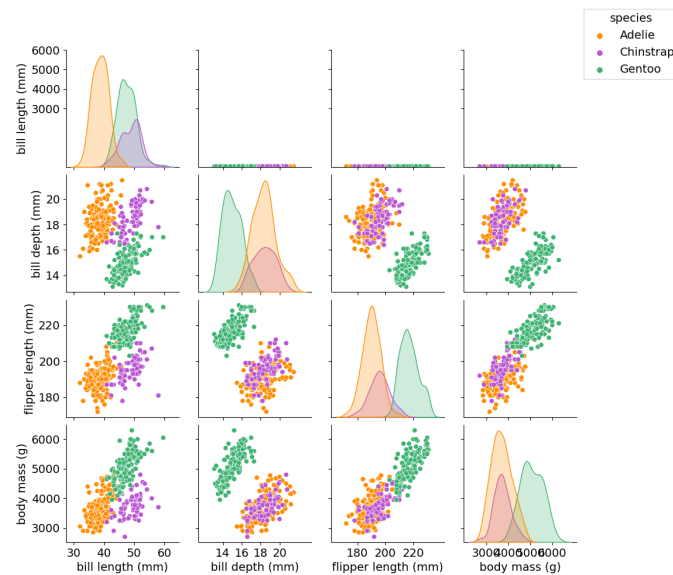 species
Adelie
Chinstrap
Gentoo
6000
5000
4000
3000
bill length (mm)
20
18
16
14
bill depth (mm)
220
200
180
flipper length (mm)
6000
5000
4000
3000
body mass (g)
30 40 50 60
14 16 18 20
180 200 220
3000 4000 5000 6000
bill length (mm)
bill depth (mm)
flipper length (mm)
body mass (g)